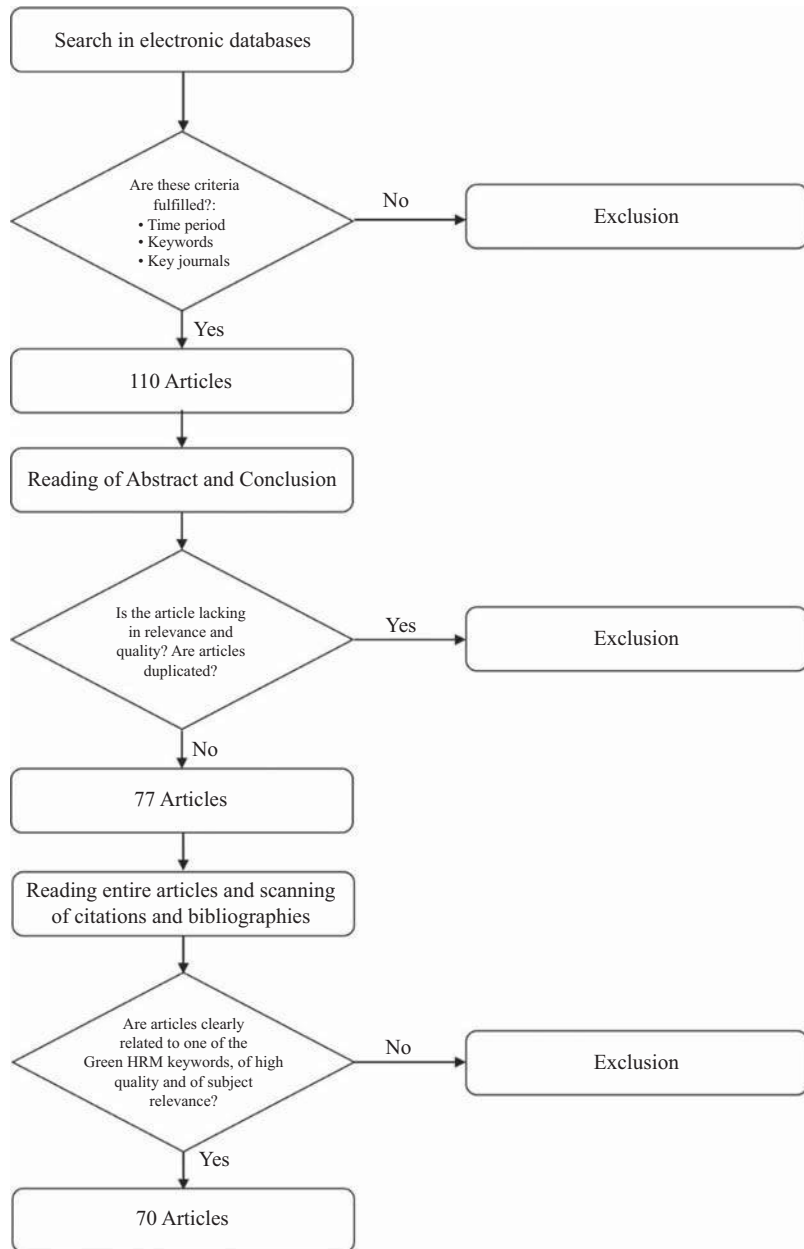 Search in electronic databases
Are these criteria
fulfilled?:
• Time period
• Keywords
• Key journals
No
Exclusion
Yes
110 Articles
Reading of Abstract and Conclusion
Is the article lacking
in relevance and
quality? Are articles
duplicated?
Yes
Exclusion
No
77 Articles
Reading entire articles and scanning
of citations and bibliographies
Are articles clearly
related to one of the
Green HRM keywords, of high
quality and of subject
relevance?
No
Exclusion
Yes
70 Articles